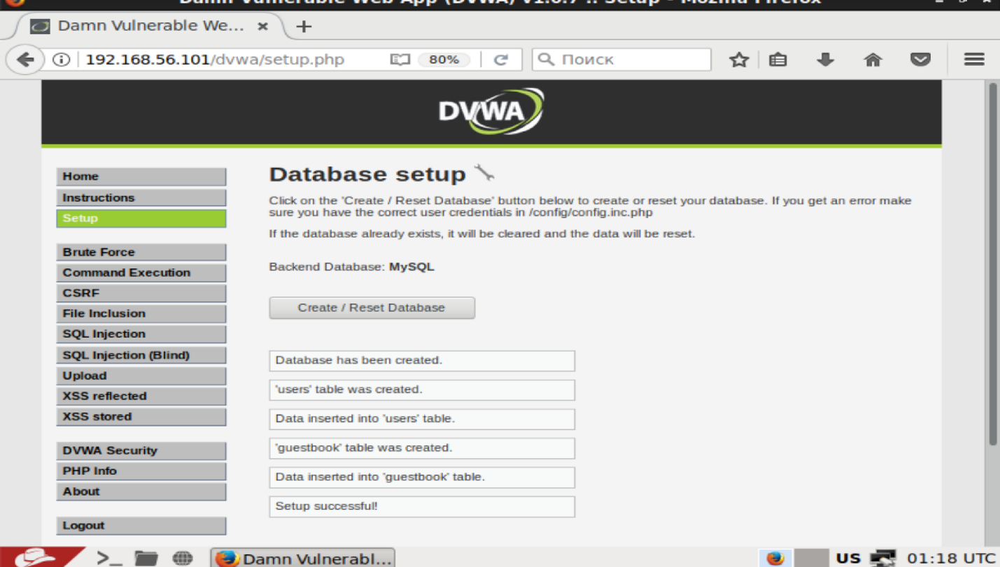 Damn Vulnerable Web App (DVWA) v1.0.7 :: Setup - Mozilla Firefox
Damn Vulnerable We...
192.168.56.101/dvwa/setup.php
80%
Поиск
DVWA
Home
Instructions
Setup
Brute Force
Command Execution
CSRF
File Inclusion
SQL Injection
SQL Injection (Blind)
Upload
XSS reflected
XSS stored
DVWA Security
PHP Info
About
Logout
Database setup
Click on the 'Create / Reset Database' button below to create or reset your database. If you get an error make
sure you have the correct user credentials in /config/config.inc.php
If the database already exists, it will be cleared and the data will be reset.
Backend Database: MySQL
Create / Reset Database
Database has been created.
'users' table was created.
Data inserted into 'users' table.
'guestbook' table was created.
Data inserted into 'guestbook' table.
Setup successful!
Damn Vulnerabl...
US
01:18 UTC